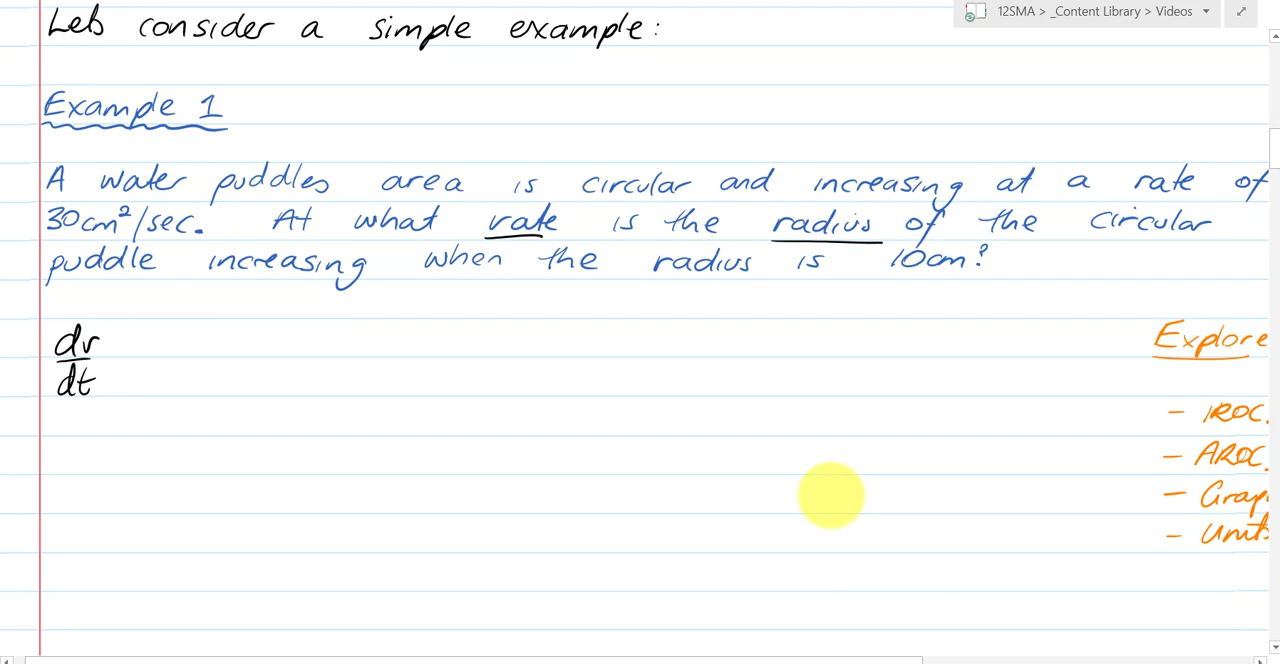 Lets consider a simple example:
12SMA > _Content Library > Videos
Example 1
A water puddles area is circular and increasing at a rate of
30cm²/sec. At what rate is the radius of the circular
puddle increasing when the radius is 10cm?
dr
dt
Explore
- IROC.
- AROC.
- Grap
- Units